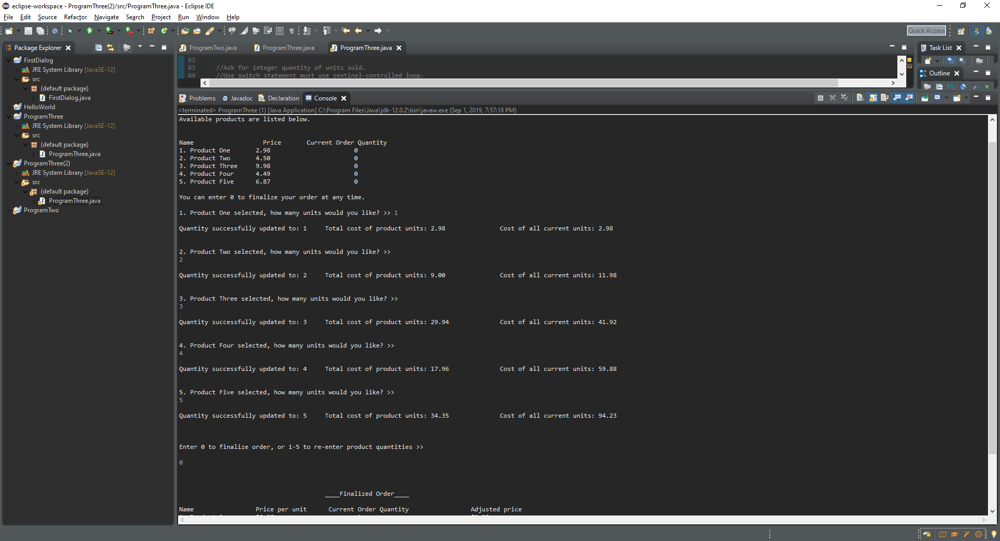 eclipse-workspace - ProgramThree(2)/src/ProgramThree.java - Eclipse IDE
File Edit Source Refactor Navigate Search Project Run Window Help
Quick Access
Package Explorer
FirstDialog
JRE System Library [JavaSE-12]
src
(default package)
FirstDialog.java
HelloWorld
ProgramThree
JRE System Library [JavaSE-12]
src
(default package)
ProgramThree.java
ProgramThree(2)
JRE System Library [JavaSE-12]
src
(default package)
ProgramThree.java
ProgramTwo
ProgramTwo.java ProgramThree.java ProgramThree.java
82
83 //Ask for integer quantity of units sold.
84 //Use switch statement must use sentinel-controlled loop.
Task List
Outline
Problems Javadoc Declaration Console
<terminated> ProgramThree (1) [Java Application] C:\Program Files\Java\jdk-12.0.2\bin\javaw.exe (Sep 1, 2019, 7:57:18 PM)
Available products are listed below.
Name Price Current Order Quantity
1. Product One 2.98 0
2. Product Two 4.50 0
3. Product Three 9.98 0
4. Product Four 4.49 0
5. Product Five 6.87 0
You can enter 0 to finalize your order at any time.
1. Product One selected, how many units would you like? >> 1
Quantity successfully updated to: 1 Total cost of product units: 2.98 Cost of all current units: 2.98
2. Product Two selected, how many units would you like? >>
2
Quantity successfully updated to: 2 Total cost of product units: 9.00 Cost of all current units: 11.98
3. Product Three selected, how many units would you like? >>
3
Quantity successfully updated to: 3 Total cost of product units: 29.94 Cost of all current units: 41.92
4. Product Four selected, how many units would you like? >>
4
Quantity successfully updated to: 4 Total cost of product units: 17.96 Cost of all current units: 59.88
5. Product Five selected, how many units would you like? >>
5
Quantity successfully updated to: 5 Total cost of product units: 34.35 Cost of all current units: 94.23
Enter 0 to finalize order, or 1-5 to re-enter product quantities >>
0
____Finalized Order____
Name Price per unit Current Order Quantity Adjusted price